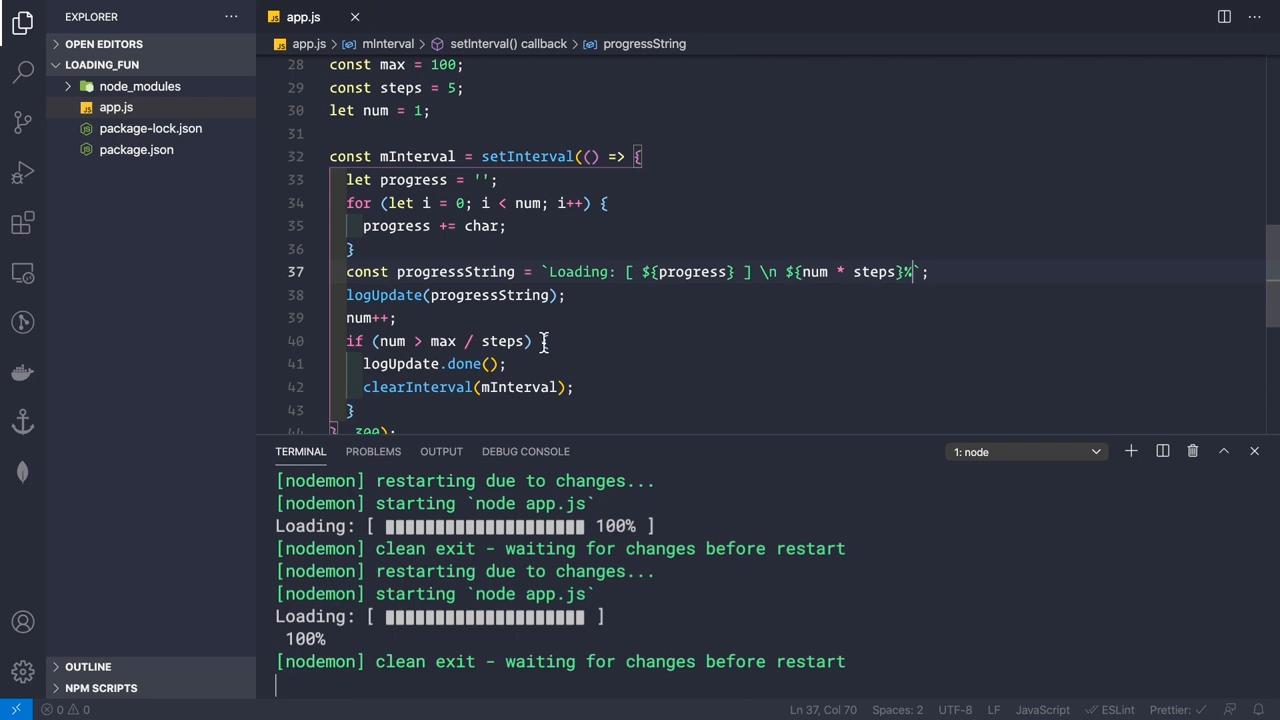 EXPLORER
OPEN EDITORS
LOADING_FUN
node_modules
app.js
package-lock.json
package.json
OUTLINE
NPM SCRIPTS
app.js
app.js > mInterval > setInterval() callback > progressString
28 const max = 100;
29 const steps = 5;
30 let num = 1;
31
32 const mInterval = setInterval(() => {
33 let progress = '';
34 for (let i = 0; i < num; i++) {
35 progress += char;
36 }
37 const progressString = `Loading: [ ${progress} ] \n ${num * steps}%`;
38 logUpdate(progressString);
39 num++;
40 if (num > max / steps) {
41 logUpdate.done();
42 clearInterval(mInterval);
43 }
44 }, 300);
TERMINAL PROBLEMS OUTPUT DEBUG CONSOLE 1: node
[nodemon] restarting due to changes...
[nodemon] starting `node app.js`
Loading: [ ▮▮▮▮▮▮▮▮▮▮▮▮▮▮▮▮▮▮▮▮ 100% ]
[nodemon] clean exit - waiting for changes before restart
[nodemon] restarting due to changes...
[nodemon] starting `node app.js`
Loading: [ ▮▮▮▮▮▮▮▮▮▮▮▮▮▮▮▮▮▮▮▮ ]
100%
[nodemon] clean exit - waiting for changes before restart
0 0 Ln 37, Col 70 Spaces: 2 UTF-8 LF JavaScript ESLint Prettier: ✓